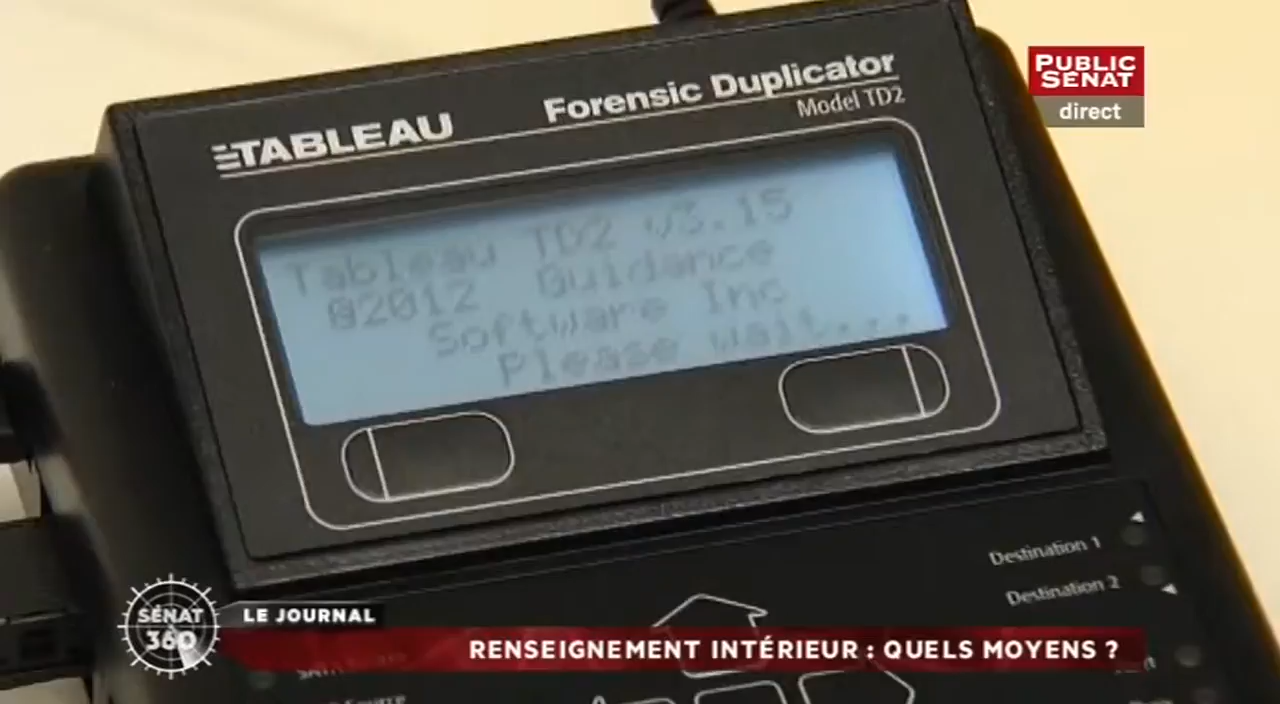 PUBLIC
SÉNAT
direct
TABLEAU
Forensic Duplicator
Model TD2
Tableau TD2 v3.15
©2012 Guidance
Software Inc
Please wait...
Destination 1
Destination 2
SÉNAT
360
LE JOURNAL
RENSEIGNEMENT INTÉRIEUR : QUELS MOYENS ?